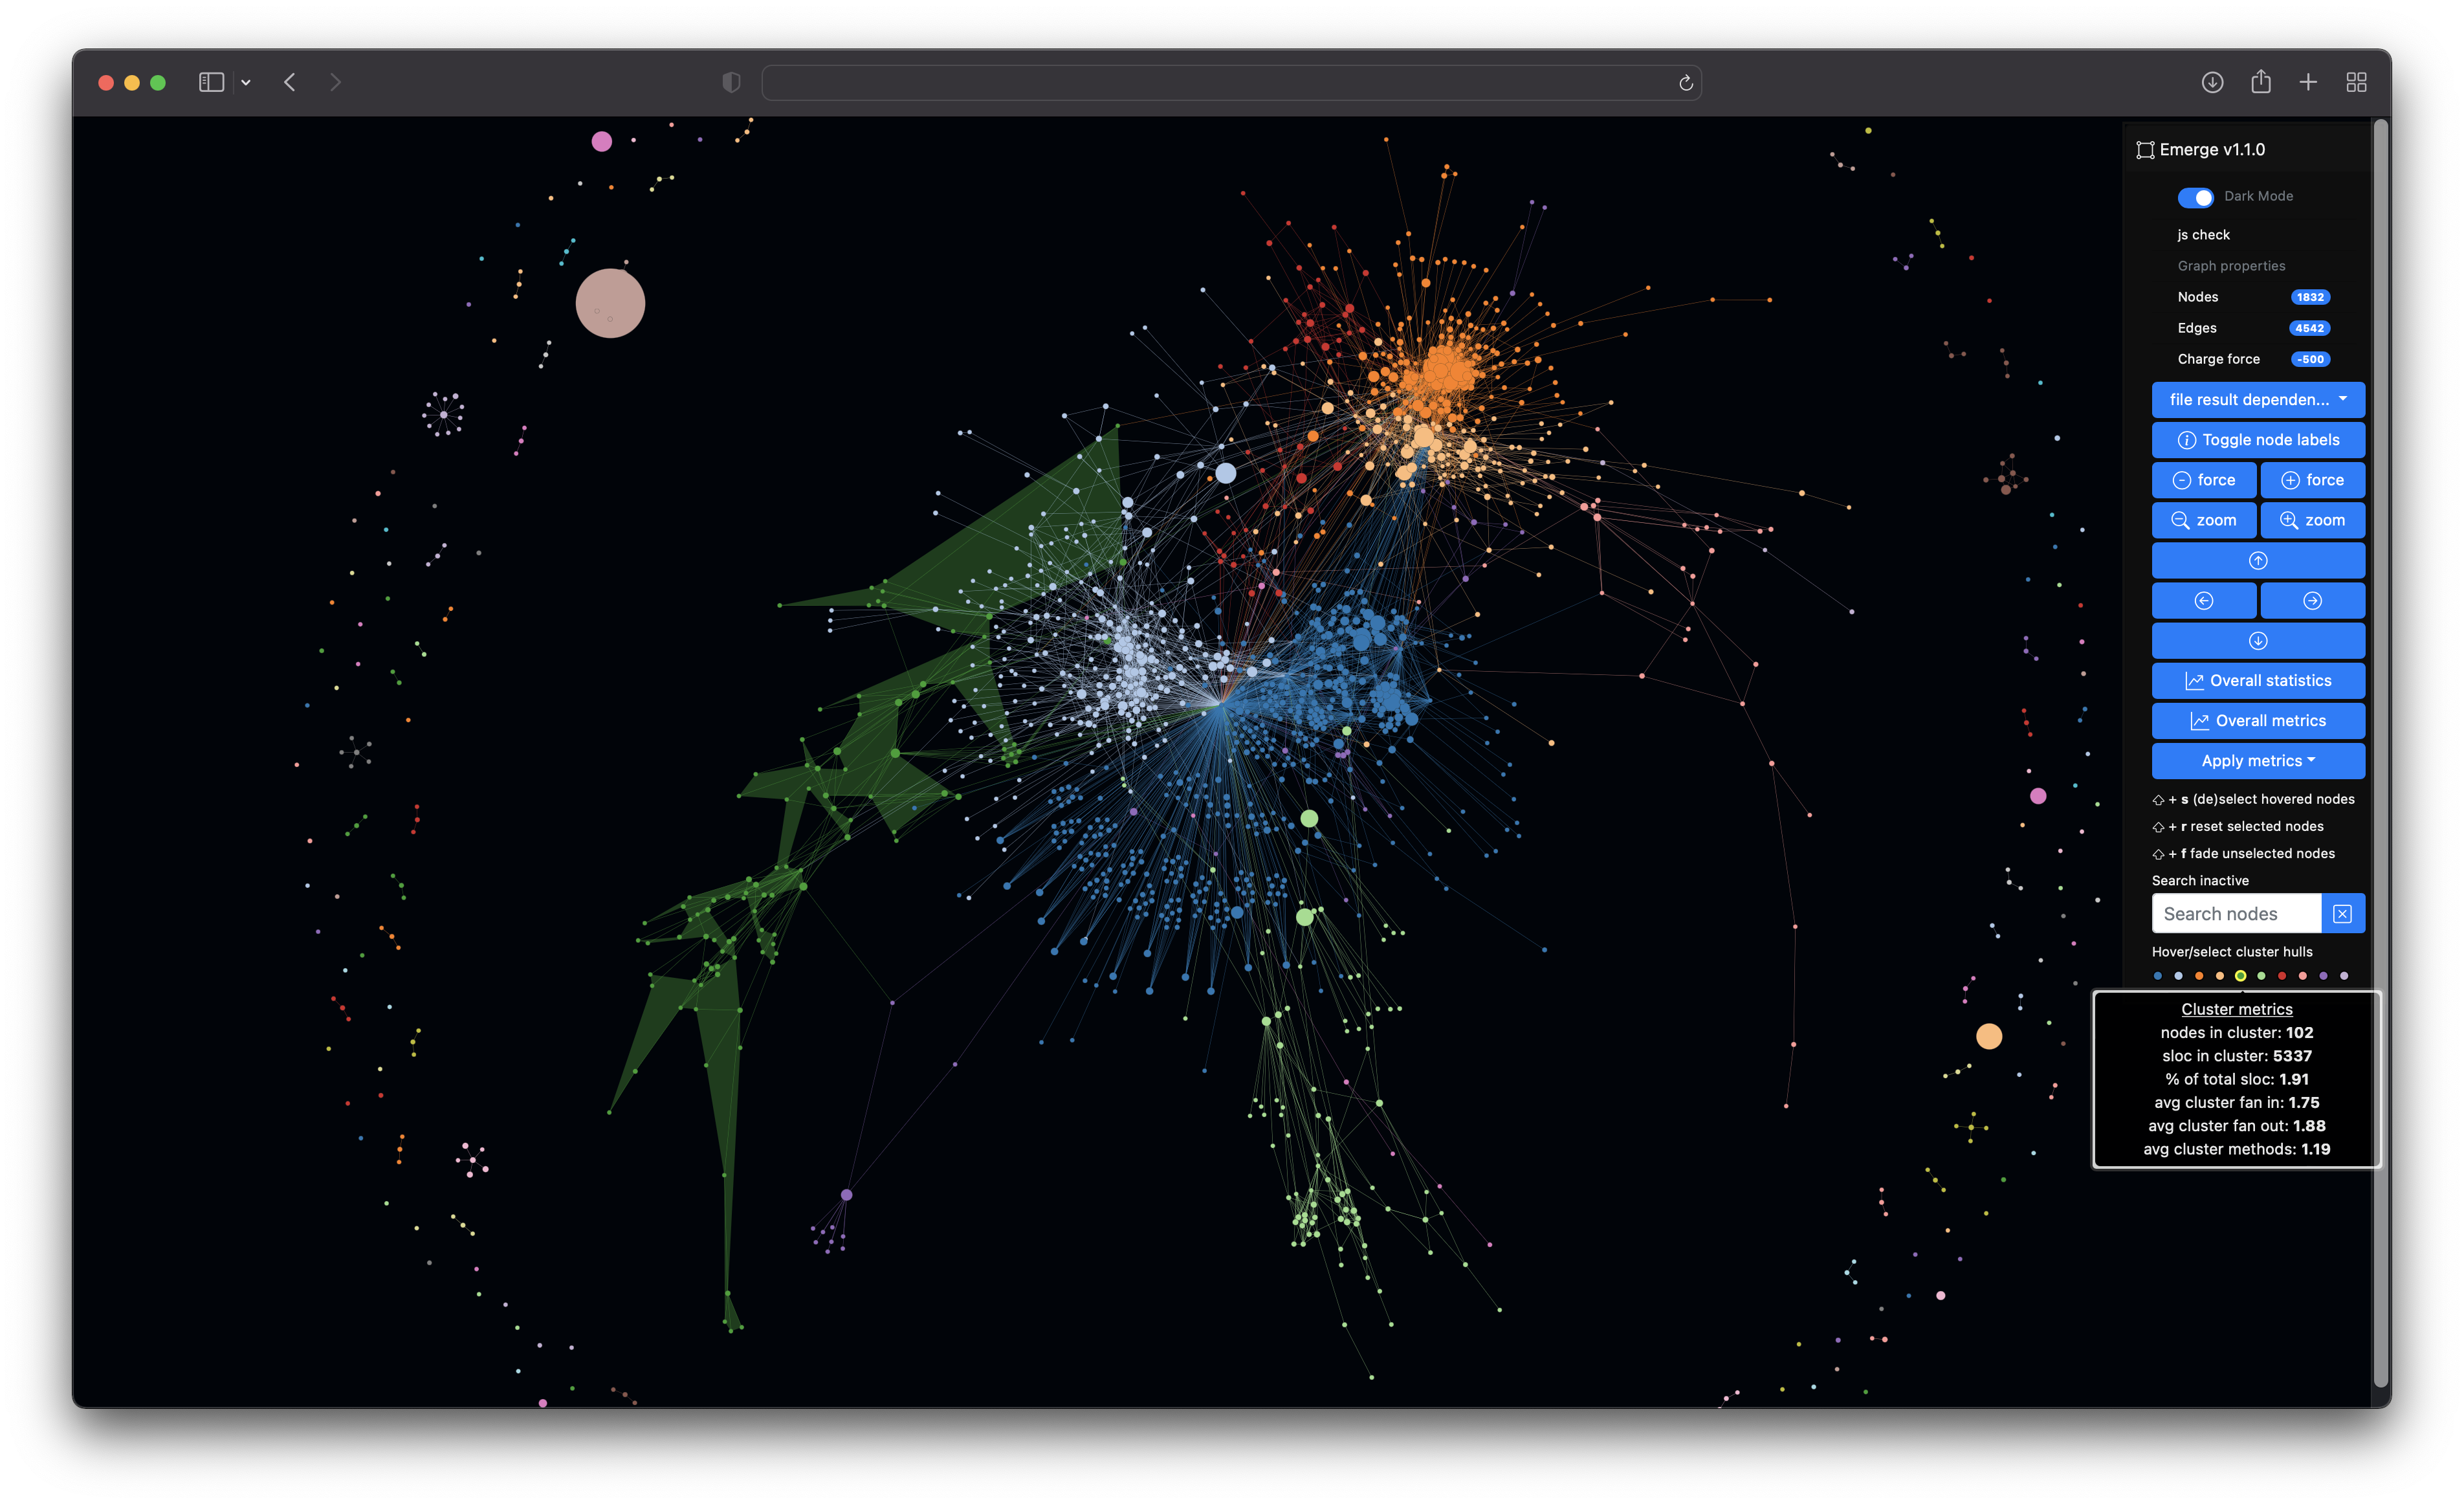 Emerge v1.1.0
Dark Mode
js check
Graph properties
Nodes 1832
Edges 4542
Charge force -500
file result dependen...
Toggle node labels
force force
zoom zoom
Overall statistics
Overall metrics
Apply metrics
+ s (de)select hovered nodes
+ r reset selected nodes
+ f fade unselected nodes
Search inactive
Search nodes
Hover/select cluster hulls
Cluster metrics
nodes in cluster: 102
sloc in cluster: 5337
% of total sloc: 1.91
avg cluster fan in: 1.75
avg cluster fan out: 1.88
avg cluster methods: 1.19